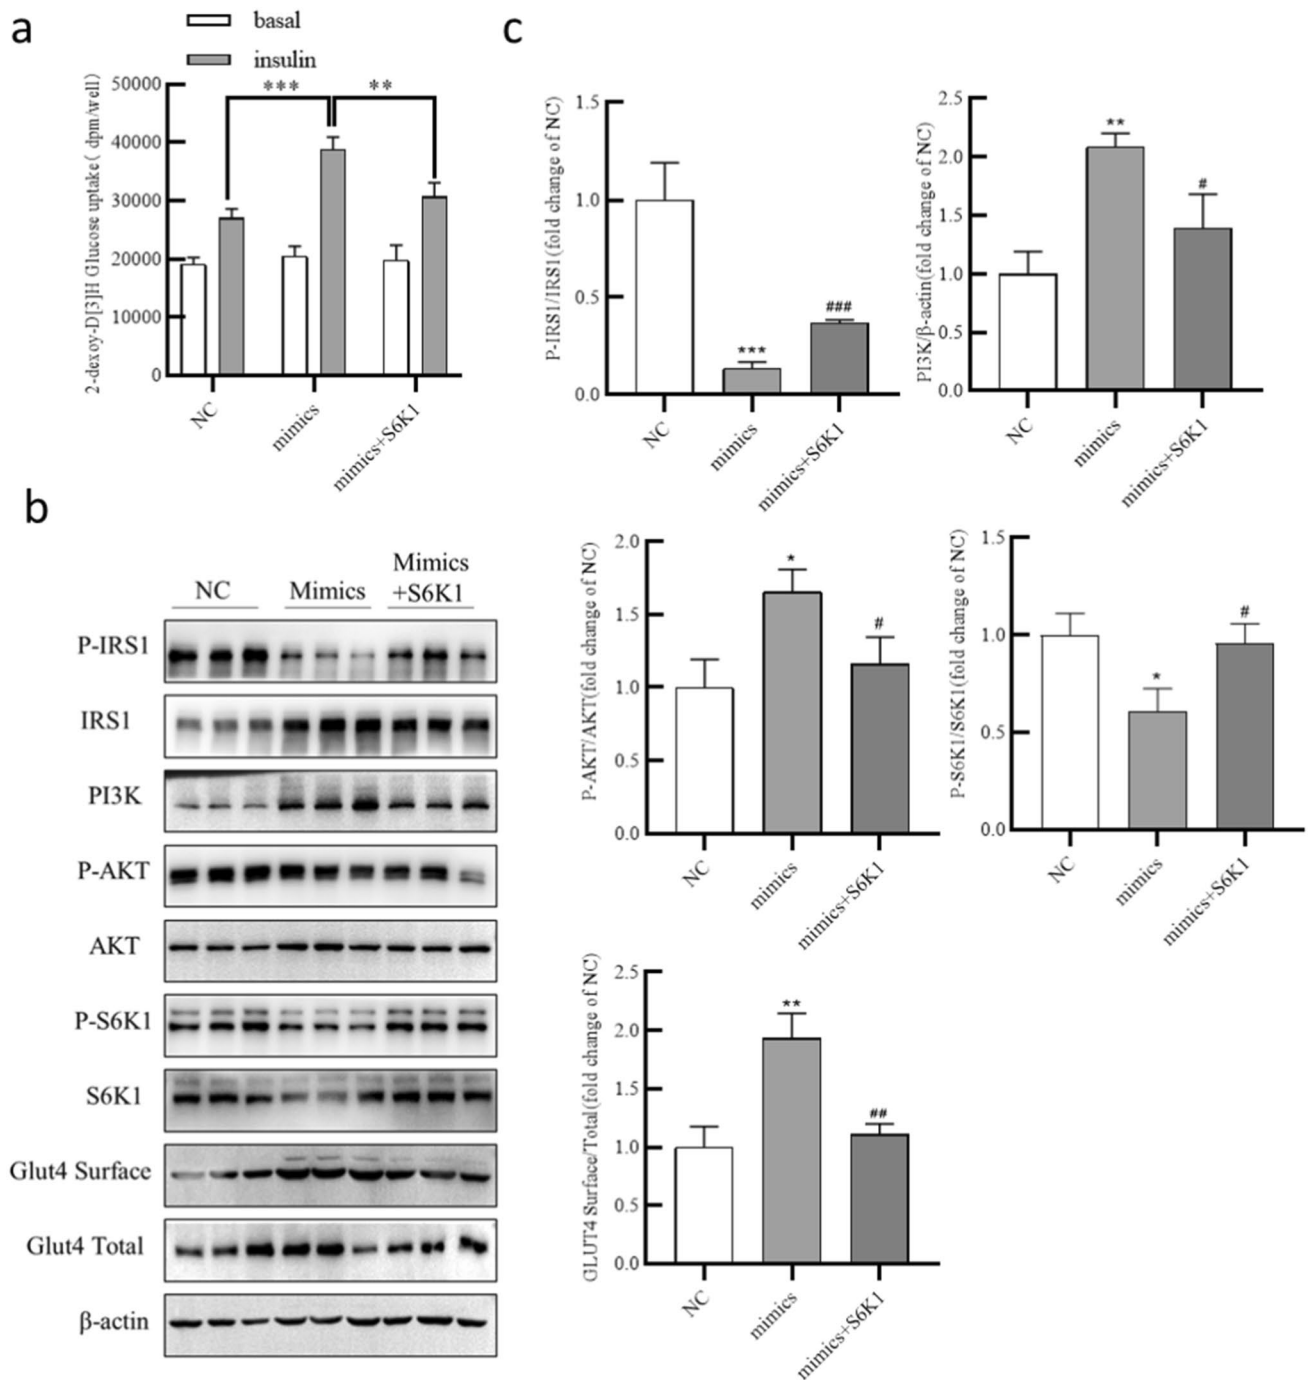 a
basal
insulin
2-dexoy-D[3]H Glucose uptake( dpm/well)
50000
40000
30000
20000
10000
0
***
**
NC
mimics
mimics+S6K1
b
NC
Mimics
Mimics
+S6K1
P-IRS1
IRS1
PI3K
P-AKT
AKT
P-S6K1
S6K1
Glut4 Surface
Glut4 Total
β-actin
c
P-IRS1/IRS1(fold change of NC)
1.5
1.0
0.5
0.0
***
###
NC
mimics
mimics+S6K1
PI3K/β-actin(fold change of NC)
2.5
2.0
1.5
1.0
0.5
0.0
**
#
NC
mimics
mimics+S6K1
P-AKT/AKT(fold change of NC)
2.0
1.5
1.0
0.5
0.0
*
#
NC
mimics
mimics+S6K1
P-S6K1/S6K1(fold change of NC)
1.5
1.0
0.5
0.0
*
#
NC
mimics
mimics+S6K1
GLUT4 Surface/Total(fold change of NC)
2.5
2.0
1.5
1.0
0.5
0.0
**
##
NC
mimics
mimics+S6K1